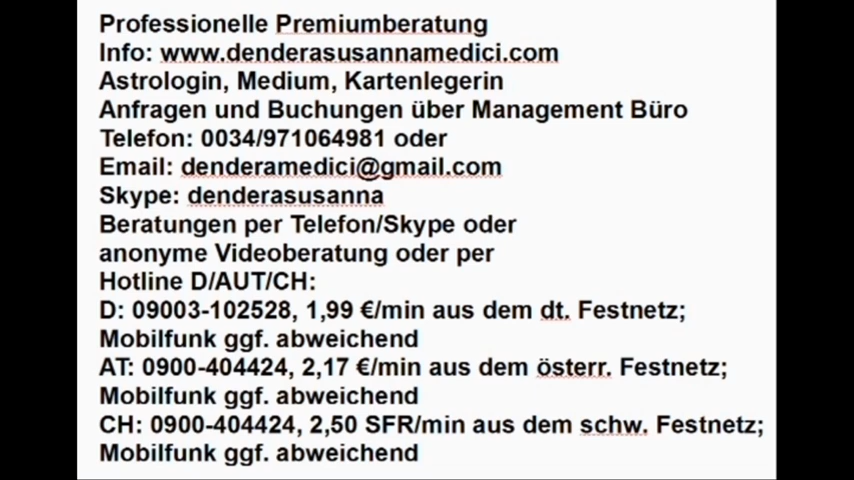 Professionelle Premiumberatung
Info: www.denderasusannamedici.com
Astrologin, Medium, Kartenlegerin
Anfragen und Buchungen über Management Büro
Telefon: 0034/971064981 oder
Email: denderamedici@gmail.com
Skype: denderasusanna
Beratungen per Telefon/Skype oder
anonyme Videoberatung oder per
Hotline D/AUT/CH:
D: 09003-102528, 1,99 €/min aus dem dt. Festnetz;
Mobilfunk ggf. abweichend
AT: 0900-404424, 2,17 €/min aus dem österr. Festnetz;
Mobilfunk ggf. abweichend
CH: 0900-404424, 2,50 SFR/min aus dem schw. Festnetz;
Mobilfunk ggf. abweichend